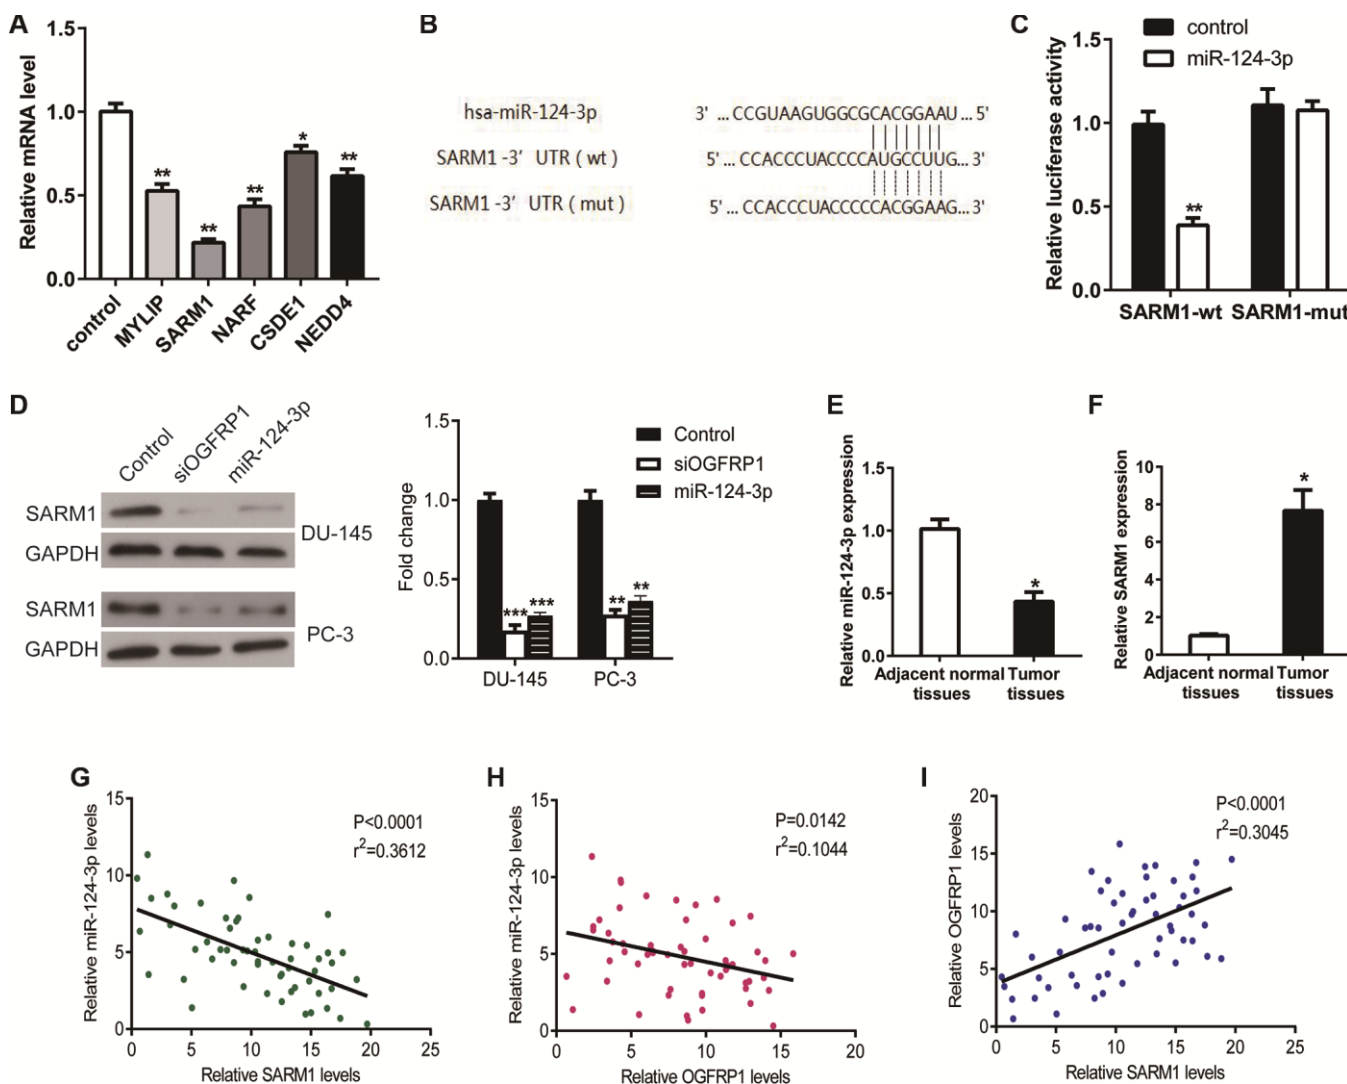 A
Relative mRNA level
1.5
1.0
0.5
0.0
**
**
**
*
**
control
MYLIP
SARM1
NARF
CSDE1
NEDD4
B
hsa-miR-124-3p
3' ... CCGUAAGUGGCGCACGGAAU ... 5'
SARM1 -3' UTR ( wt )
5' ... CCACCCUACCCCAUGCCUUG...3'
SARM1 -3' UTR ( mut )
5' ... CCACCCUACCCCCACGGAAG...3'
C
control
miR-124-3p
Relative luciferase activity
1.5
1.0
0.5
1.0
**
SARM1-wt SARM1-mut
D
Control
siOGFRP1
miR-124-3p
SARM1
GAPDH
DU-145
SARM1
GAPDH
PC-3
Fold change
1.5
1.0
0.5
0.0
Control
siOGFRP1
miR-124-3p
***
***
**
**
DU-145
PC-3
E
Relative miR-124-3p expression
1.5
1.0
0.5
0.0
*
Adjacent normal
tissues
Tumor
tissues
F
Relative SARM1 expression
10
8
6
4
2
0
*
Adjacent normal
tissues
Tumor
tissues
G
Relative miR-124-3p levels
15
10
5
0
P<0.0001
r²=0.3612
0 5 10 15 20 25
Relative SARM1 levels
H
Relative miR-124-3p levels
15
10
5
0
P=0.0142
r²=0.1044
0 5 10 15 20
Relative OGFRP1 levels
I
Relative OGFRP1 levels
20
15
10
5
0
P<0.0001
r²=0.3045
0 5 10 15 20 25
Relative SARM1 levels